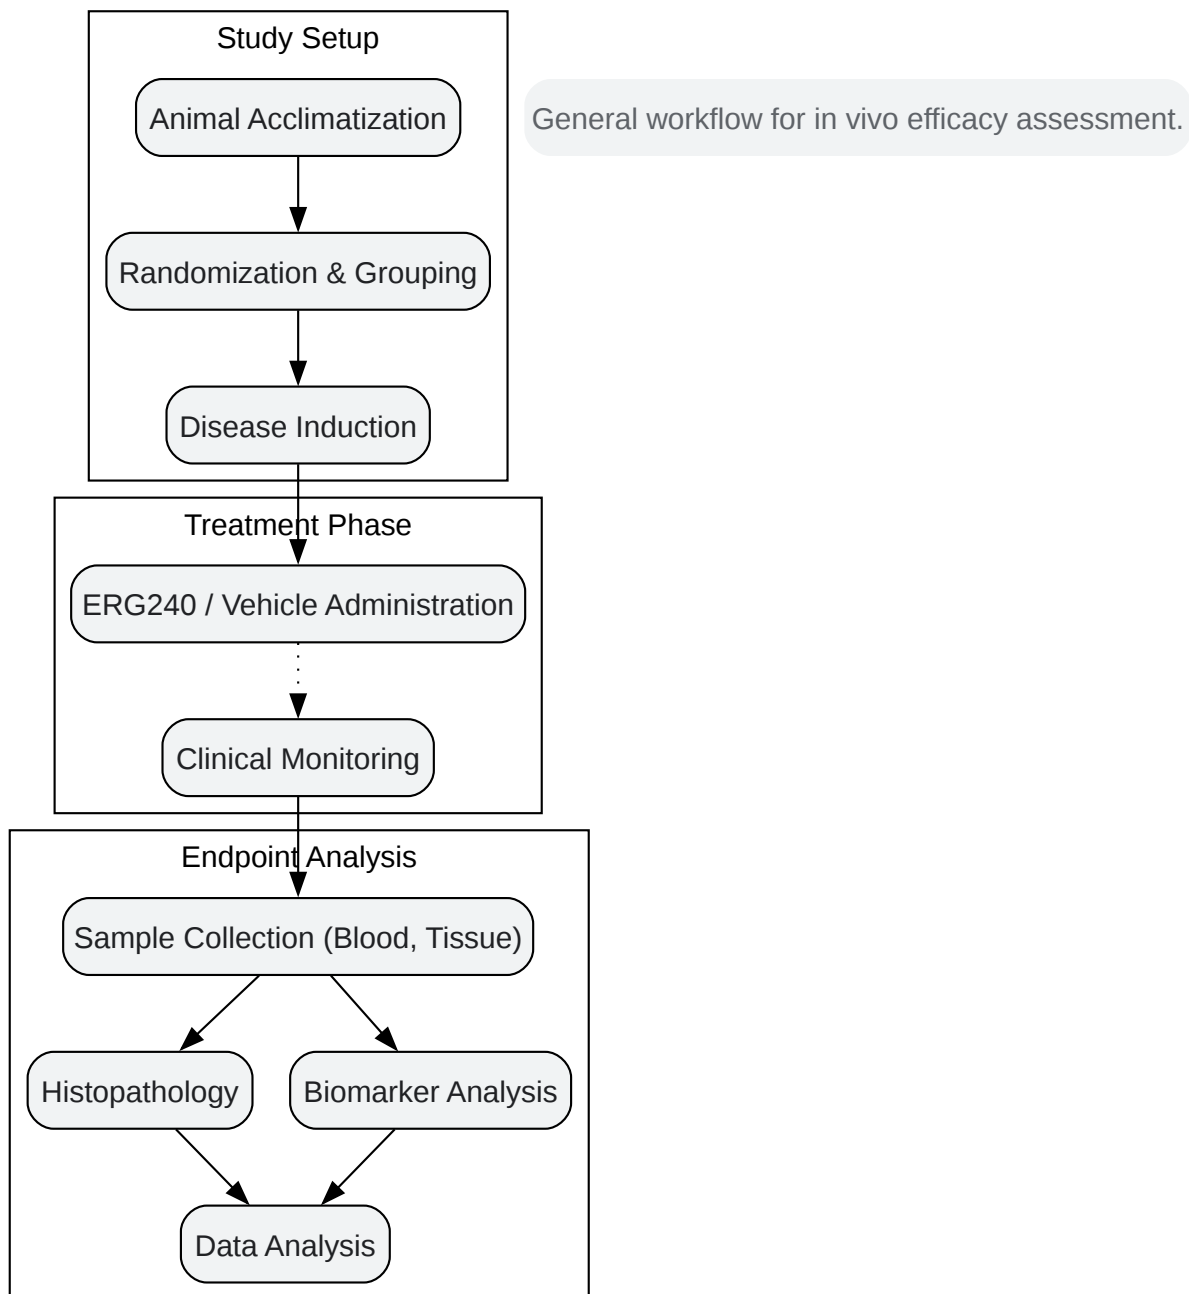 Study Setup
Animal Acclimatization
General workflow for in vivo efficacy assessment.
Randomization & Grouping
Disease Induction
Treatment Phase
ERG240 / Vehicle Administration
Clinical Monitoring
Endpoint Analysis
Sample Collection (Blood, Tissue)
Histopathology
Biomarker Analysis
Data Analysis